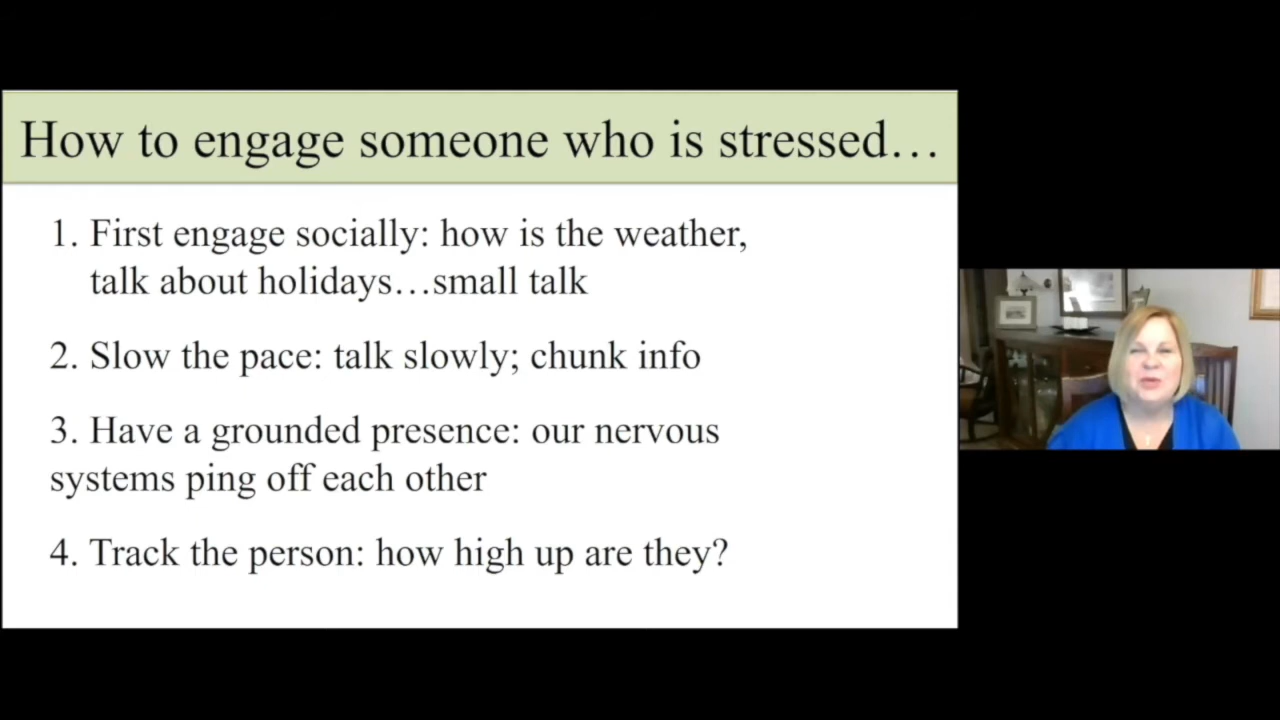 How to engage someone who is stressed…
1. First engage socially: how is the weather,
talk about holidays…small talk
2. Slow the pace: talk slowly; chunk info
3. Have a grounded presence: our nervous
systems ping off each other
4. Track the person: how high up are they?